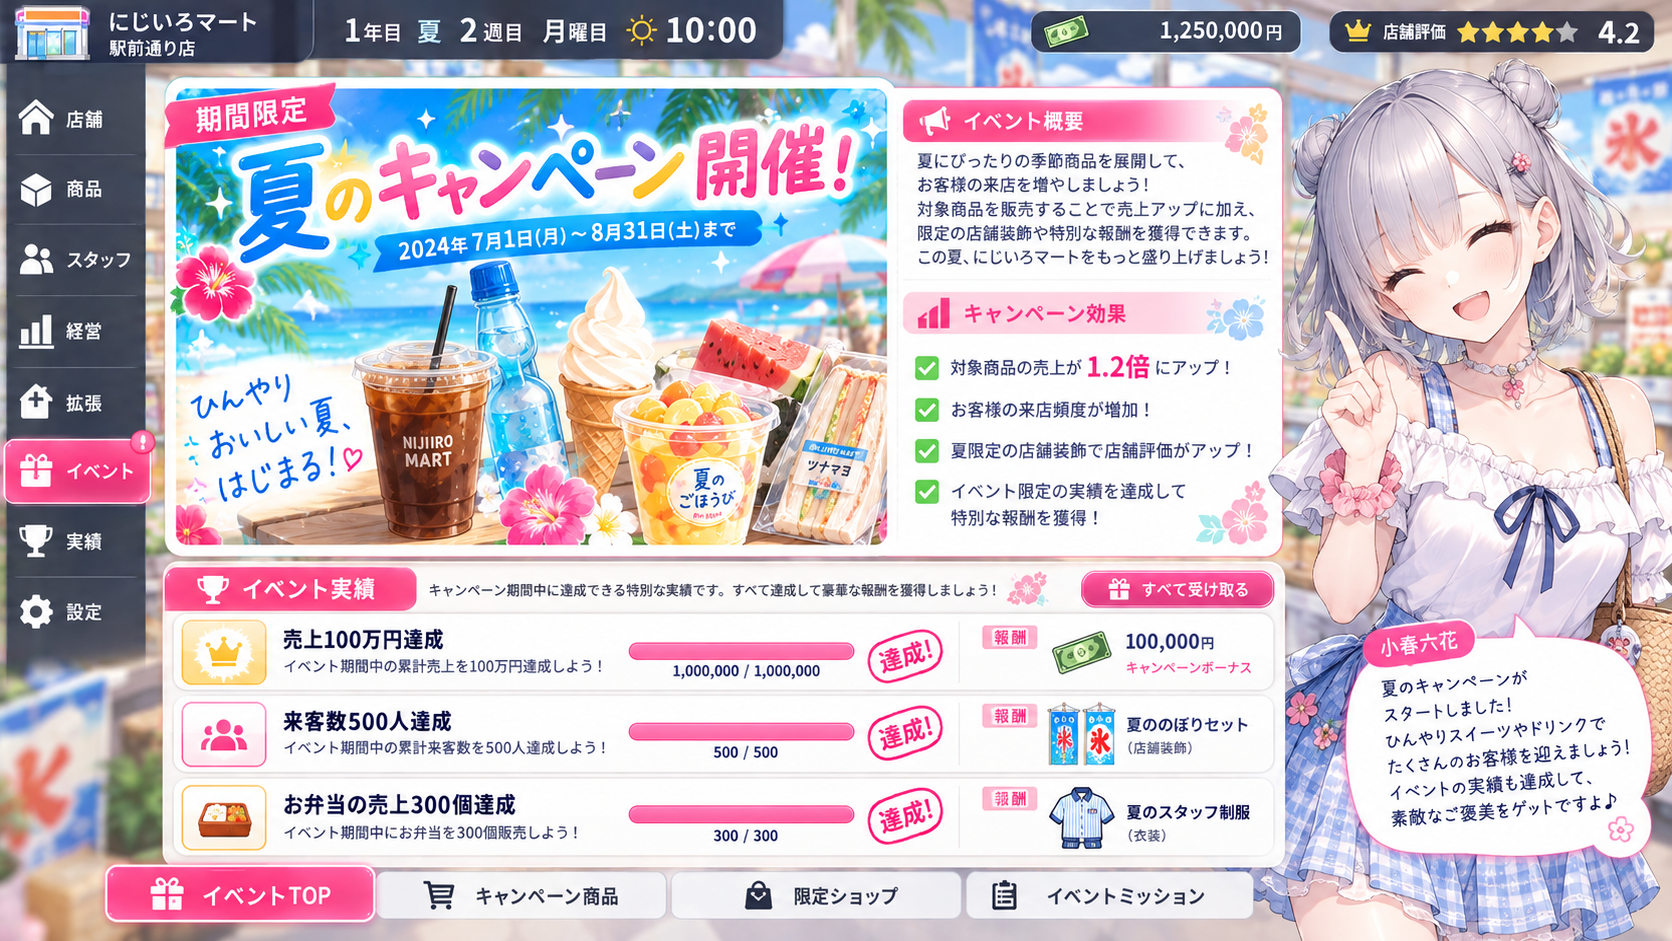 にじいろマート
駅前通り店
1年目 夏 2週目 月曜目 10:00
1,250,000円
店舗評価 4.2
店舗
商品
スタッフ
経営
拡張
イベント
実績
設定
期間限定
夏のキャンペーン開催!
2024年 7月1日(月)～8月31日(土)まで
ひんやり
おいしい夏、
はじまる!
NIJIIRO
MART
夏の
ごほうび
ツナマヨ
イベント概要
夏にぴったりの季節商品を展開して、
お客様の来店を増やしましょう!
対象商品を販売することで売上アップに加え、
限定の店舗装飾や特別な報酬を獲得できます。
この夏、にじいろマートをもっと盛り上げましょう!
キャンペーン効果
対象商品の売上が 1.2倍 にアップ!
お客様の来店頻度が増加!
夏限定の店舗装飾で店舗評価がアップ!
イベント限定の実績を達成して
特別な報酬を獲得!
イベント実績
キャンペーン期間中に達成できる特別な実績です。すべて達成して豪華な報酬を獲得しましょう!
すべて受け取る
売上100万円達成
イベント期間中の累計売上を100万円達成しよう!
1,000,000 / 1,000,000
達成!
報酬
100,000円
キャンペーンボーナス
来客数500人達成
イベント期間中の累計来客数を500人達成しよう!
500 / 500
達成!
報酬
氷
氷
夏ののぼりセット
(店舗装飾)
お弁当の売上300個達成
イベント期間中にお弁当を300個販売しよう!
300 / 300
達成!
報酬
夏のスタッフ制服
(衣装)
イベントTOP
キャンペーン商品
限定ショップ
イベントミッション
氷
小春六花
夏のキャンペーンが
スタートしました!
ひんやりスイーツやドリンクで
たくさんのお客様を迎えましょう!
イベントの実績も達成して、
素敵なご褒美をゲットですよ♪